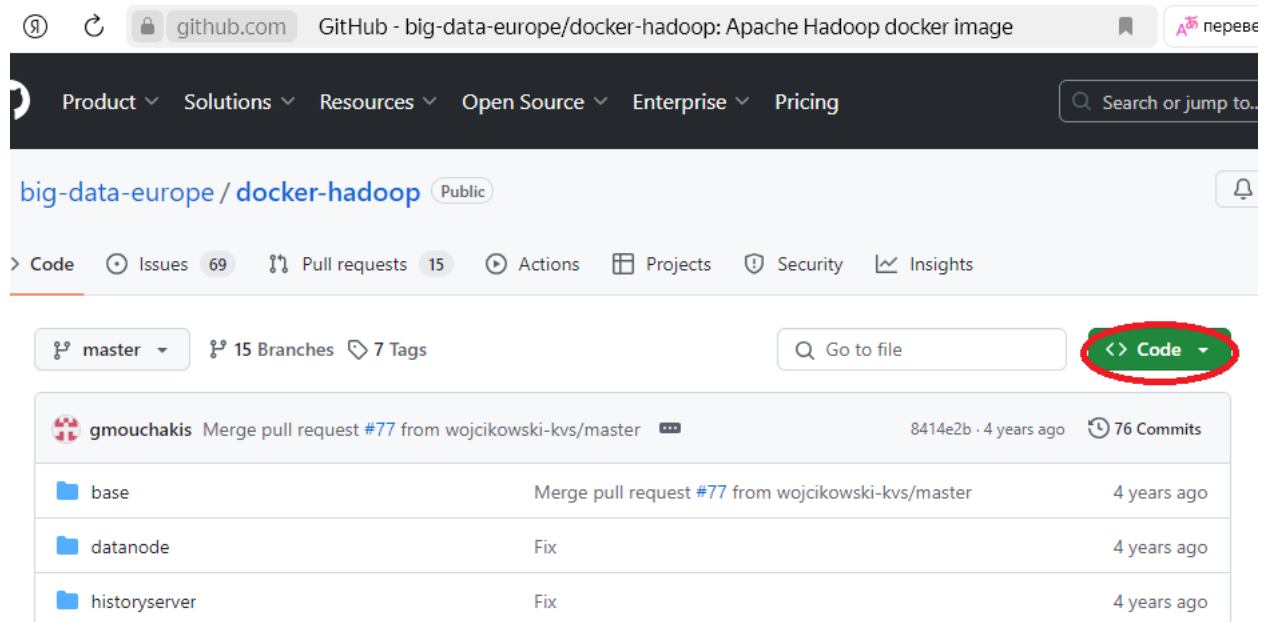 Я github.com GitHub - big-data-europe/docker-hadoop: Apache Hadoop docker image переве
Product Solutions Resources Open Source Enterprise Pricing Search or jump to..
big-data-europe / docker-hadoop Public
Code Issues 69 Pull requests 15 Actions Projects Security Insights
master 15 Branches 7 Tags Go to file <> Code
gmouchakis Merge pull request #77 from wojcikowski-kvs/master 8414e2b · 4 years ago 76 Commits
base Merge pull request #77 from wojcikowski-kvs/master 4 years ago
datanode Fix 4 years ago
historyserver Fix 4 years ago